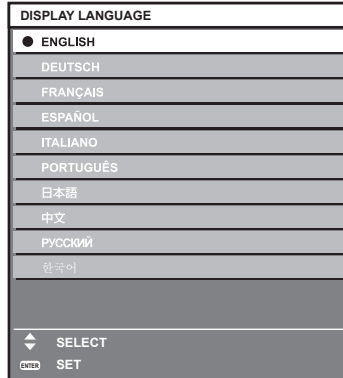 DISPLAY LANGUAGE
ENGLISH
DEUTSCH
FRANÇAIS
ESPAÑOL
ITALIANO
PORTUGUÊS
日本語
中文
РУССКИЙ
한국어
SELECT
ENTER SET